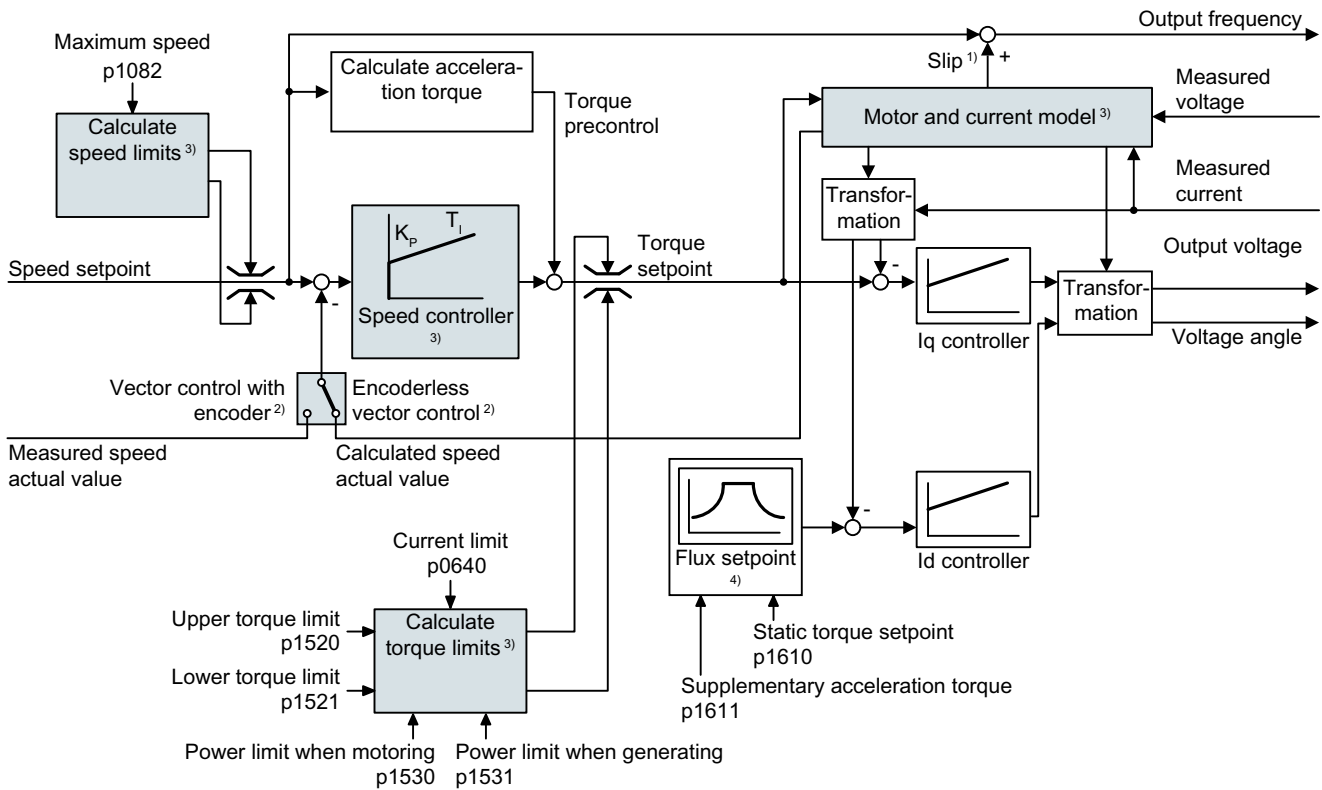 Output frequency
Maximum speed
p1082
Calculate accelera-
tion torque
Slip 1)
+
Measured
voltage
Torque
precontrol
Motor and current model 3)
Calculate
speed limits 3)
Measured
current
Transfor-
mation
KP
TI
Torque
setpoint
Output voltage
Speed setpoint
-
-
Transfor-
mation
Speed controller
3)
Iq controller
Voltage angle
Vector control with
encoder 2)
Encoderless
vector control 2)
Measured speed
actual value
Calculated speed
actual value
-
Current limit
p0640
Flux setpoint
4)
Id controller
Upper torque limit
p1520
Calculate
torque limits 3)
Static torque setpoint
p1610
Lower torque limit
p1521
Supplementary acceleration torque
p1611
Power limit when motoring
p1530
Power limit when generating
p1531